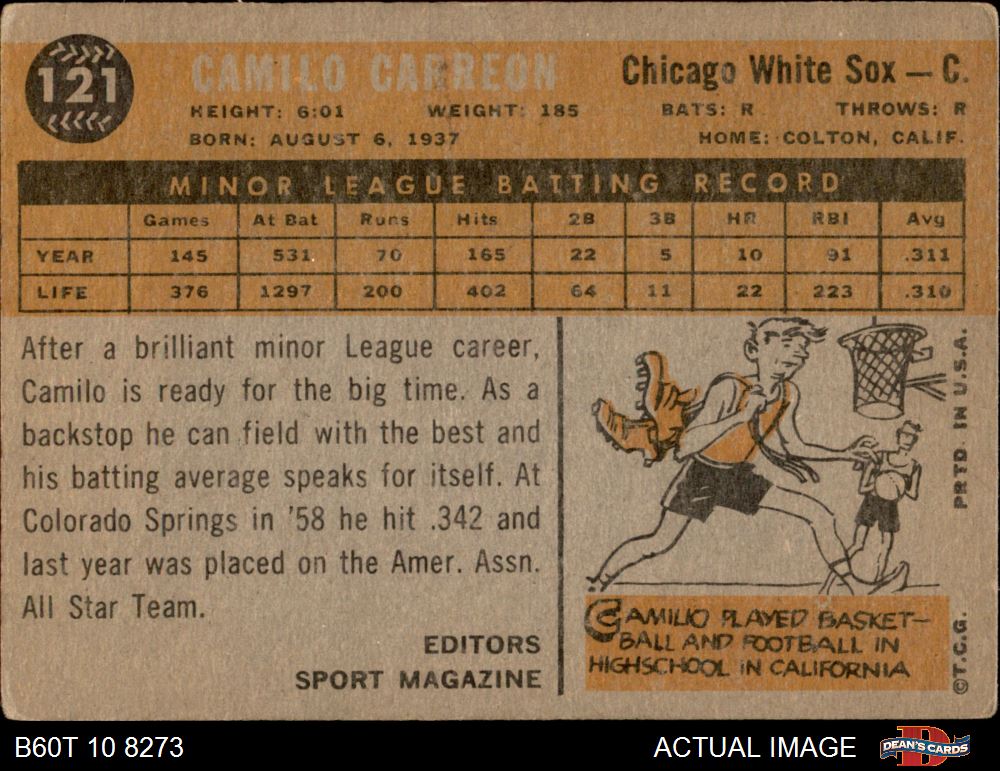 121
CAMILO CARREON
Chicago White Sox — C.
HEIGHT: 6:01 WEIGHT: 185 BATS: R THROWS: R
BORN: AUGUST 6, 1937 HOME: COLTON, CALIF.
MINOR LEAGUE BATTING RECORD
Games At Bat Runs Hits 2B 3B HR RBI Avg
YEAR 145 531 70 165 22 5 10 91 .311
LIFE 376 1297 200 402 64 11 22 223 .310
After a brilliant minor League career,
Camilo is ready for the big time. As a
backstop he can field with the best and
his batting average speaks for itself. At
Colorado Springs in '58 he hit .342 and
last year was placed on the Amer. Assn.
All Star Team.
EDITORS
SPORT MAGAZINE
CAMILIO PLAYED BASKET-
BALL AND FOOTBALL IN
HIGHSCHOOL IN CALIFORNIA
PRTD. IN U.S.A.
©T.C.G.
B60T 10 8273
ACTUAL IMAGE
DEAN'S CARDS